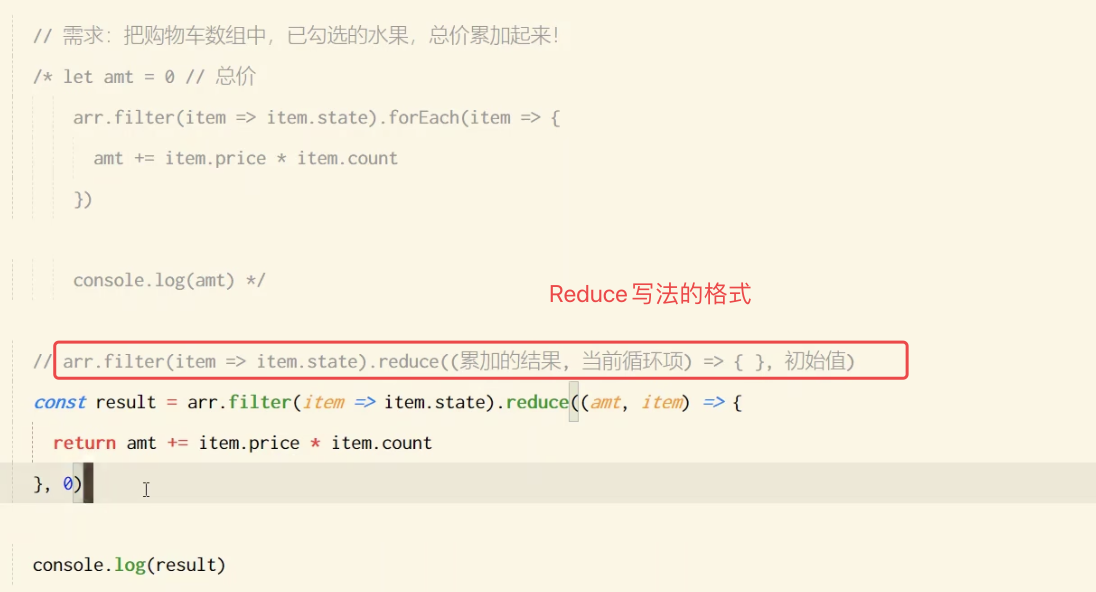 // 需求：把购物车数组中，已勾选的水果，总价累加起来！
/* let amt = 0 // 总价
arr.filter(item => item.state).forEach(item => {
amt += item.price * item.count
})
console.log(amt) */
Reduce写法的格式
// arr.filter(item => item.state).reduce((累加的结果, 当前循环项) => { }, 初始值)
const result = arr.filter(item => item.state).reduce((amt, item) => {
return amt += item.price * item.count
}, 0)
console.log(result)